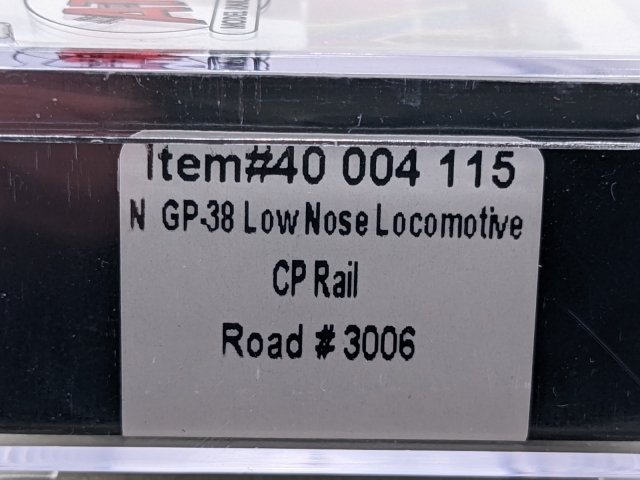 Item#40 004 115
N GP-38 Low Nose Locomotive
CP Rail
Road # 3006